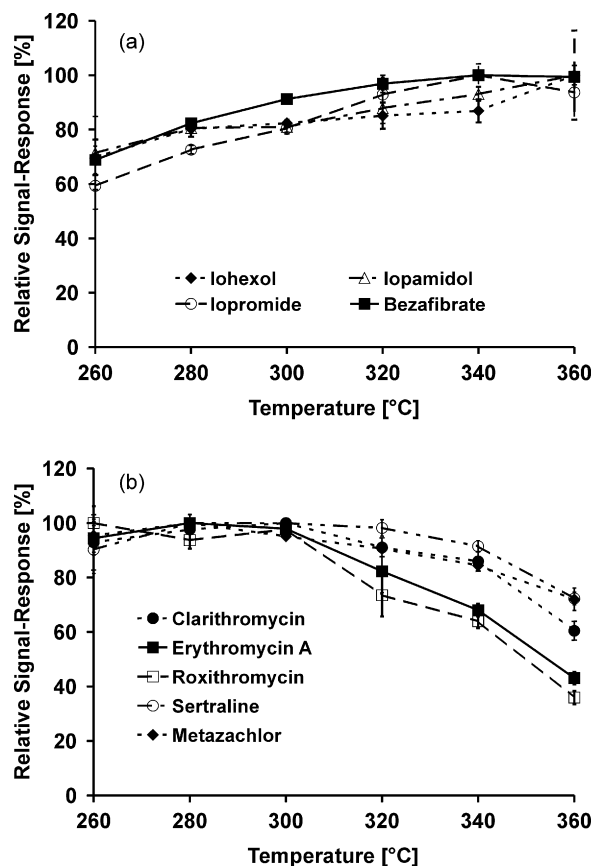 (a)
Relative Signal-Response [%]
120
100
80
60
40
20
0
Iohexol
Iopamidol
Iopromide
Bezafibrate
260 280 300 320 340 360
Temperature [°C]
(b)
Relative Signal-Response [%]
120
100
80
60
40
20
0
Clarithromycin
Erythromycin A
Roxithromycin
Sertraline
Metazachlor
260 280 300 320 340 360
Temperature [°C]